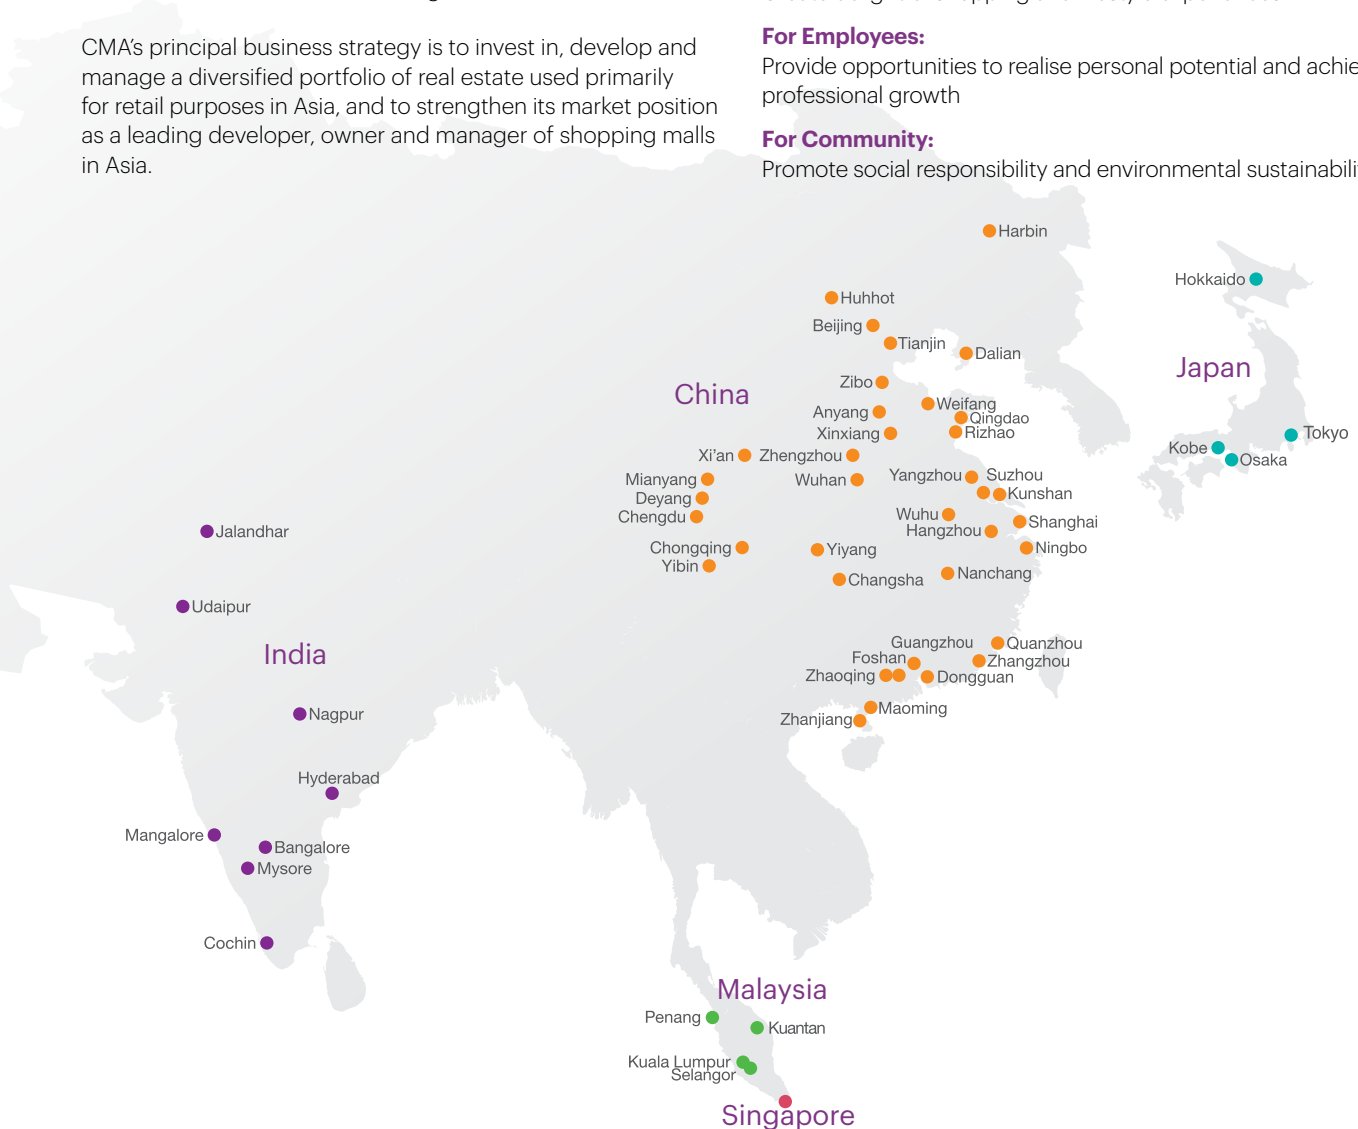 CMA's principal business strategy is to invest in, develop and
manage a diversified portfolio of real estate used primarily
for retail purposes in Asia, and to strengthen its market position
as a leading developer, owner and manager of shopping malls
in Asia.
For Employees:
Provide opportunities to realise personal potential and achie
professional growth
For Community:
Promote social responsibility and environmental sustainabili
Harbin
Hokkaido
Huhhot
Beijing
Tianjin
Dalian
Japan
Zibo
China
Weifang
Anyang
Qingdao
Xinxiang
Rizhao
Tokyo
Kobe
Osaka
Xi'an
Zhengzhou
Mianyang
Wuhan
Yangzhou
Suzhou
Deyang
Kunshan
Chengdu
Wuhu
Shanghai
Hangzhou
Jalandhar
Chongqing
Yiyang
Ningbo
Yibin
Changsha
Nanchang
Udaipur
India
Guangzhou
Quanzhou
Foshan
Zhangzhou
Zhaoqing
Dongguan
Nagpur
Maoming
Zhanjiang
Hyderabad
Mangalore
Bangalore
Mysore
Cochin
Malaysia
Penang
Kuantan
Kuala Lumpur
Selangor
Singapore